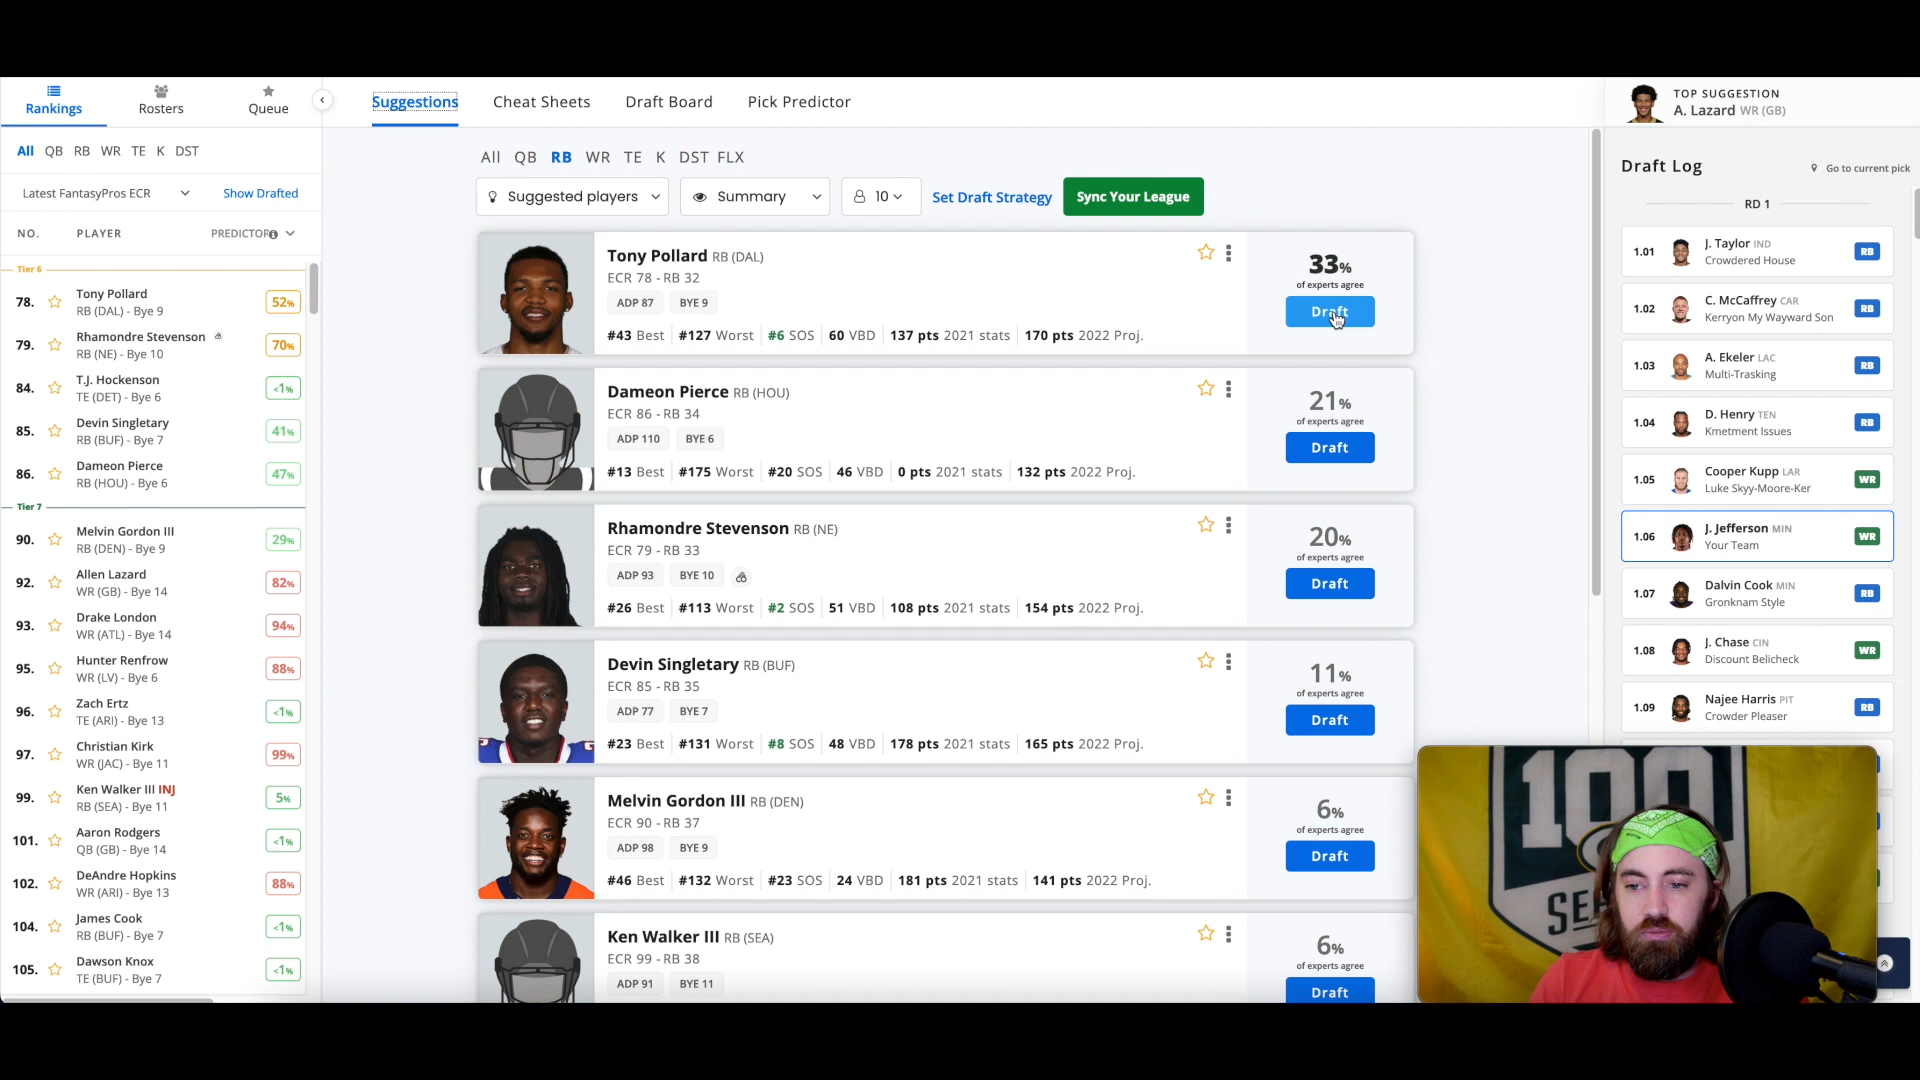 Rankings
Rosters
Queue
Suggestions
Cheat Sheets
Draft Board
Pick Predictor
TOP SUGGESTION
A. Lazard WR (GB)
All QB RB WR TE K DST
Latest FantasyPros ECR
Show Drafted
NO. PLAYER PREDICTOR
Tier 6
78. Tony Pollard 52%
RB (DAL) - Bye 9
79. Rhamondre Stevenson 70%
RB (NE) - Bye 10
84. T.J. Hockenson <1%
TE (DET) - Bye 6
85. Devin Singletary 41%
RB (BUF) - Bye 7
86. Dameon Pierce 47%
RB (HOU) - Bye 6
Tier 7
90. Melvin Gordon III 29%
RB (DEN) - Bye 9
92. Allen Lazard 82%
WR (GB) - Bye 14
93. Drake London 94%
WR (ATL) - Bye 14
95. Hunter Renfrow 88%
WR (LV) - Bye 6
96. Zach Ertz <1%
TE (ARI) - Bye 13
97. Christian Kirk 99%
WR (JAC) - Bye 11
99. Ken Walker III INJ 5%
RB (SEA) - Bye 11
101. Aaron Rodgers <1%
QB (GB) - Bye 14
102. DeAndre Hopkins 88%
WR (ARI) - Bye 13
104. James Cook <1%
RB (BUF) - Bye 7
105. Dawson Knox <1%
TE (BUF) - Bye 7
All QB RB WR TE K DST FLX
Suggested players
Summary
10
Set Draft Strategy
Sync Your League
Tony Pollard RB (DAL)
ECR 78 - RB 32
ADP 87 BYE 9
#43 Best #127 Worst #6 SOS 60 VBD 137 pts 2021 stats 170 pts 2022 Proj.
33%
of experts agree
Draft
Dameon Pierce RB (HOU)
ECR 86 - RB 34
ADP 110 BYE 6
#13 Best #175 Worst #20 SOS 46 VBD 0 pts 2021 stats 132 pts 2022 Proj.
21%
of experts agree
Draft
Rhamondre Stevenson RB (NE)
ECR 79 - RB 33
ADP 93 BYE 10
#26 Best #113 Worst #2 SOS 51 VBD 108 pts 2021 stats 154 pts 2022 Proj.
20%
of experts agree
Draft
Devin Singletary RB (BUF)
ECR 85 - RB 35
ADP 77 BYE 7
#23 Best #131 Worst #8 SOS 48 VBD 178 pts 2021 stats 165 pts 2022 Proj.
11%
of experts agree
Draft
Melvin Gordon III RB (DEN)
ECR 90 - RB 37
ADP 98 BYE 9
#46 Best #132 Worst #23 SOS 24 VBD 181 pts 2021 stats 141 pts 2022 Proj.
6%
of experts agree
Draft
Ken Walker III RB (SEA)
ECR 99 - RB 38
ADP 91 BYE 11
6%
of experts agree
Draft
Draft Log
Go to current pick
RD 1
1.01 J. Taylor IND RB
Crowdered House
1.02 C. McCaffrey CAR RB
Kerryon My Wayward Son
1.03 A. Ekeler LAC RB
Multi-Trasking
1.04 D. Henry TEN RB
Kmetment Issues
1.05 Cooper Kupp LAR WR
Luke Skyy-Moore-Ker
1.06 J. Jefferson MIN WR
Your Team
1.07 Dalvin Cook MIN RB
Gronknam Style
1.08 J. Chase CIN WR
Discount Belicheck
1.09 Najee Harris PIT RB
Crowder Pleaser
100
SE